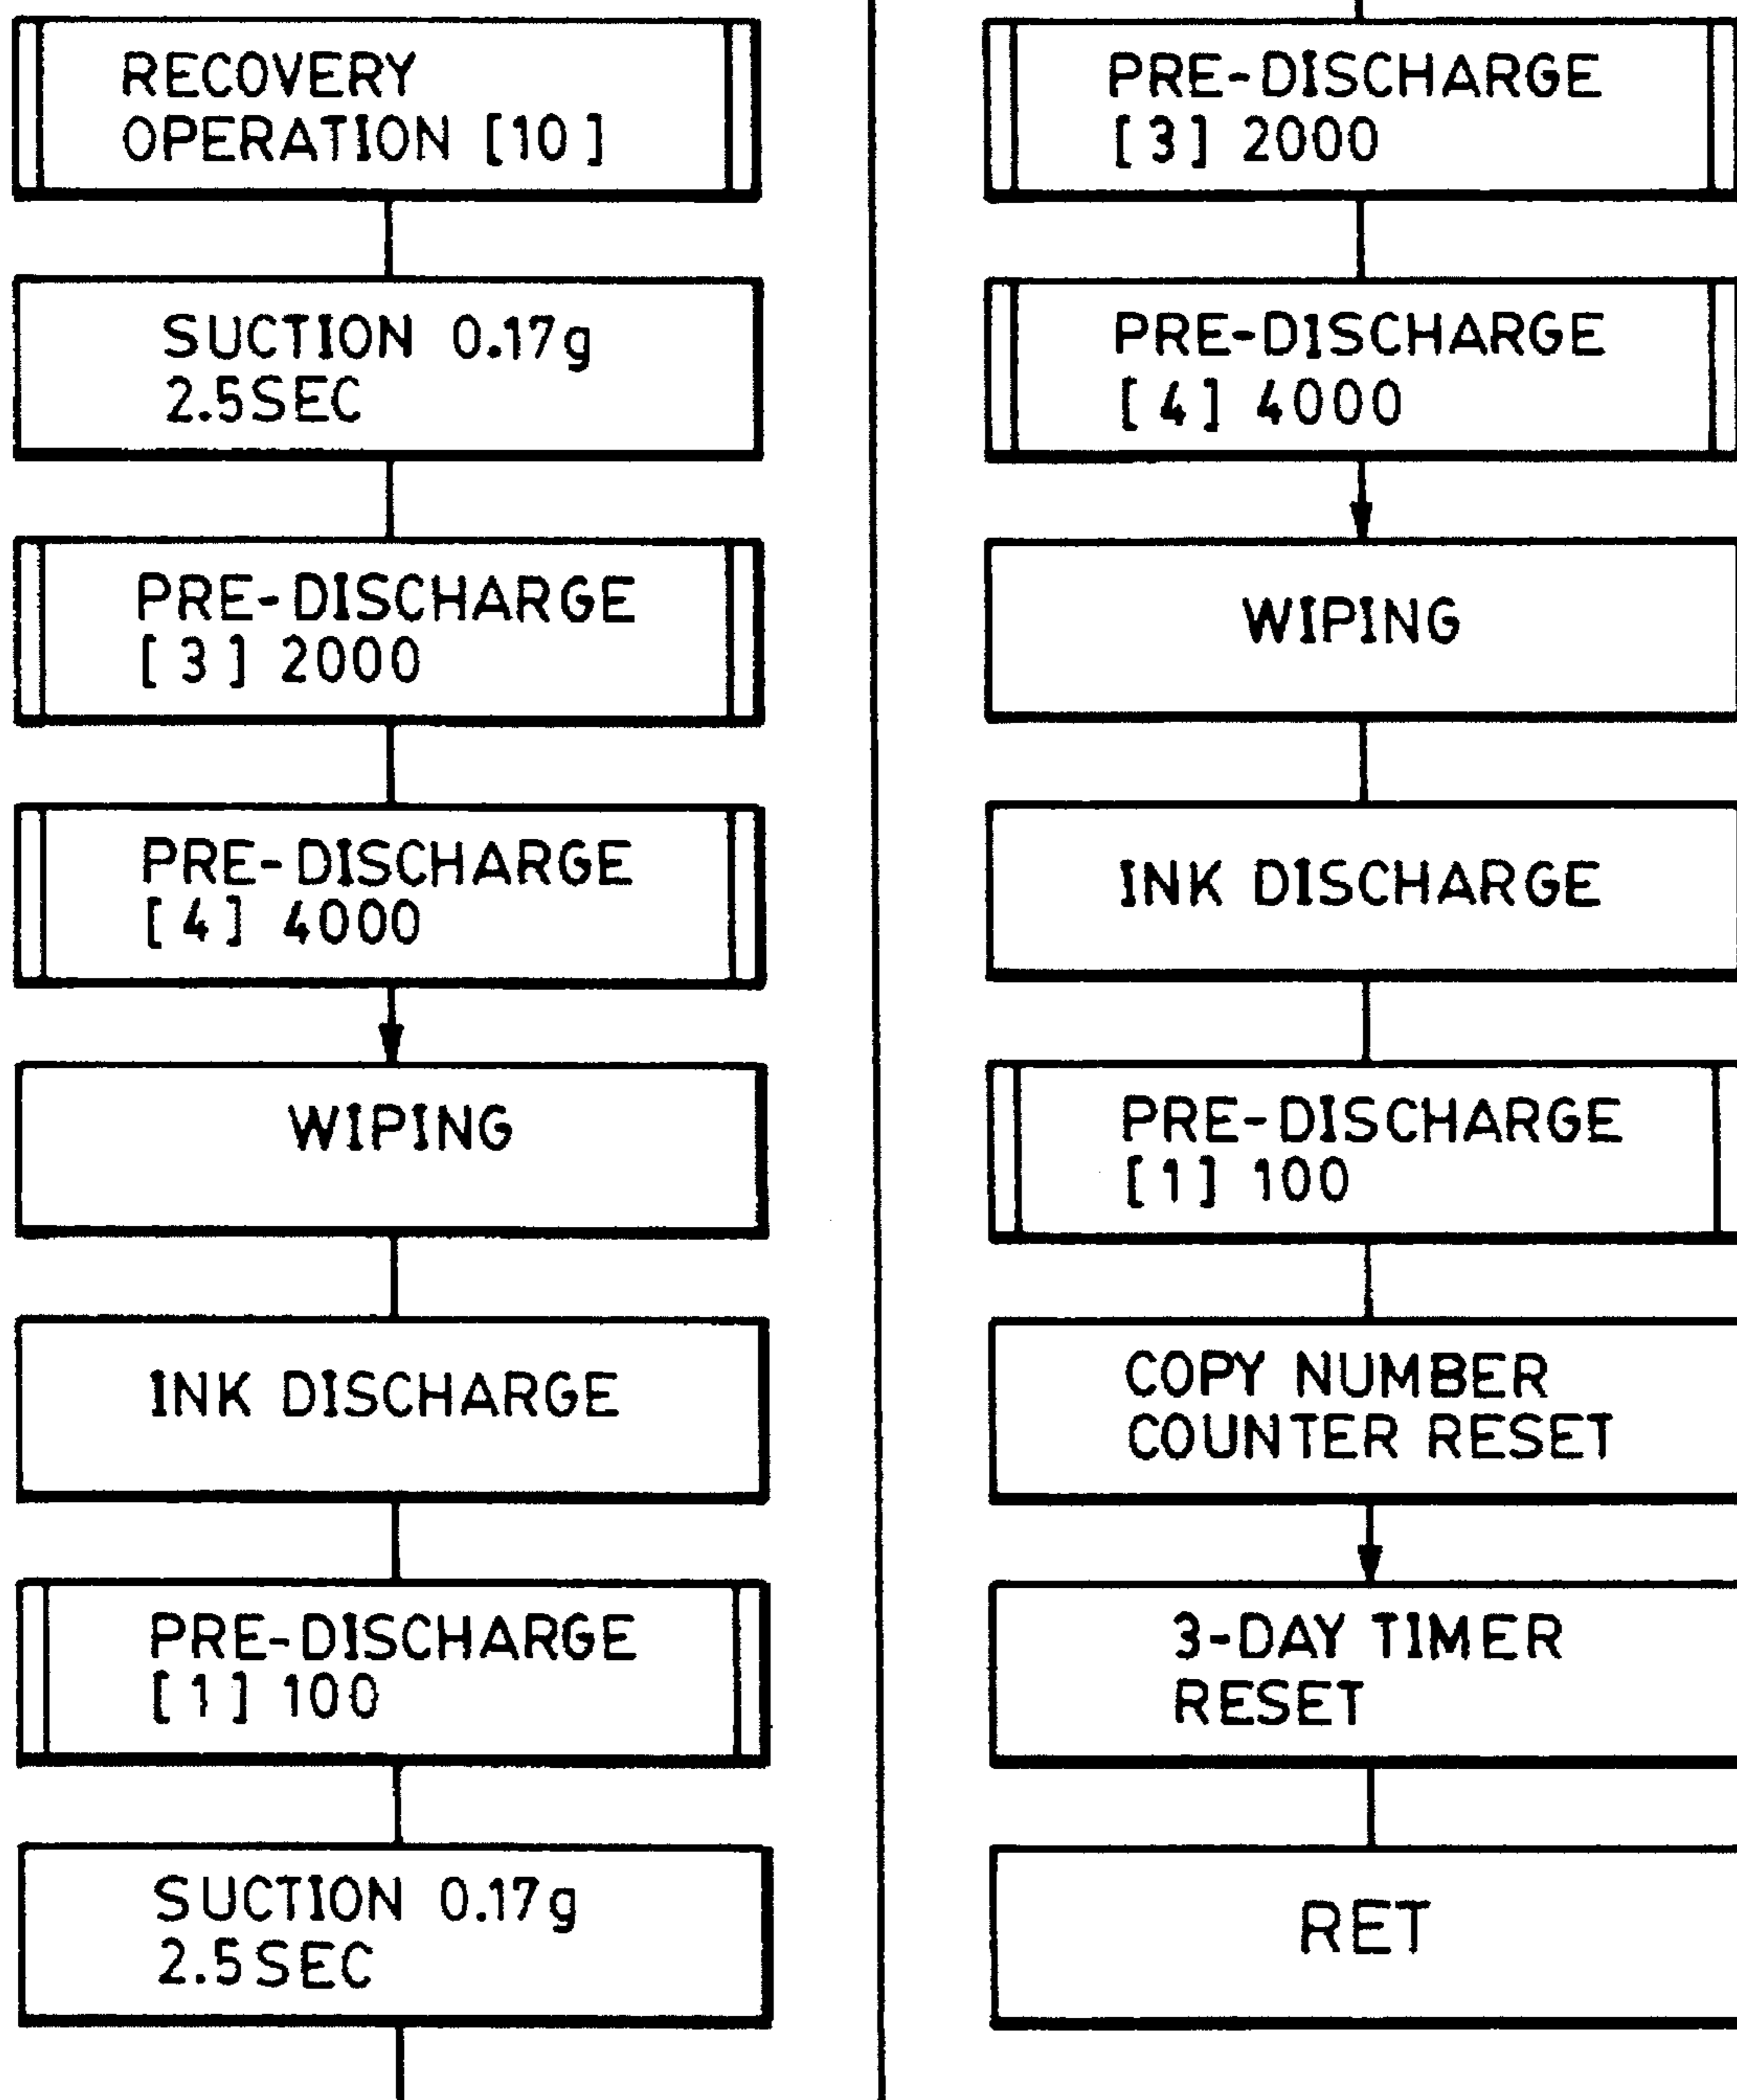 RECOVERY
OPERATION [10]
SUCTION 0.17g
2.5SEC
PRE-DISCHARGE
[3] 2000
PRE-DISCHARGE
[4] 4000
WIPING
INK DISCHARGE
PRE-DISCHARGE
[1] 100
SUCTION 0.17g
2.5SEC
PRE-DISCHARGE
[3] 2000
PRE-DISCHARGE
[4] 4000
WIPING
INK DISCHARGE
PRE-DISCHARGE
[1] 100
COPY NUMBER
COUNTER RESET
3-DAY TIMER
RESET
RET